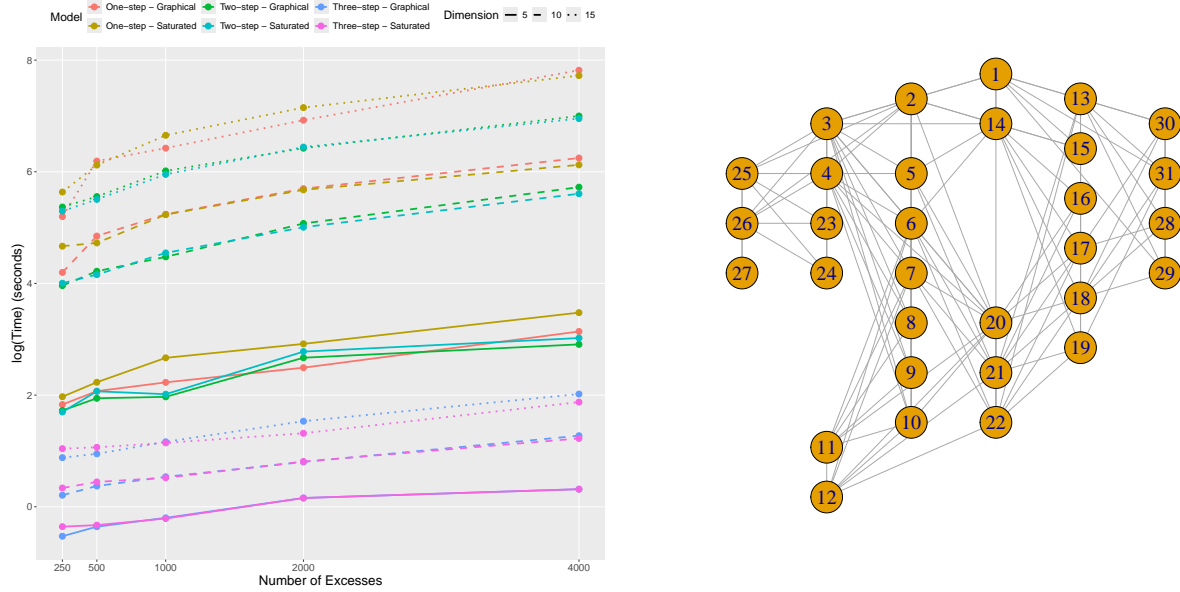 Model One-step − Graphical Two-step − Graphical Three-step − Graphical Dimension 5 10 15
One-step − Saturated Two-step − Saturated Three-step − Saturated
8
6
4
2
0
log(Time) (seconds)
250 500 1000 2000 4000
Number of Excesses
1
2 13
3 14 30
15
25 4 5 31
16
26 23 6 28
17
27 24 7 29
18
8 20
19
9 21
10 22
11
12